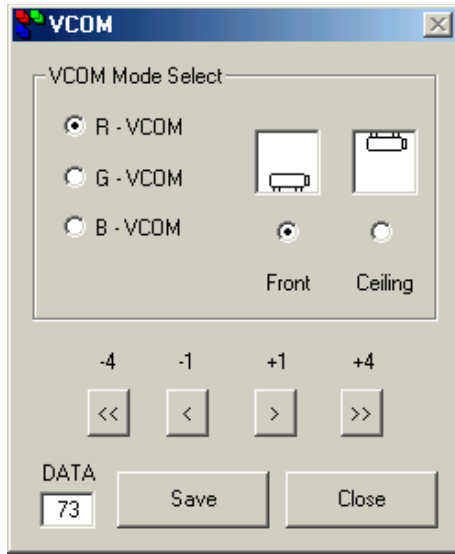 VCOM
VCOM Mode Select
R - VCOM
G - VCOM
B - VCOM
Front Ceiling
-4 -1 +1 +4
<< < > >>
DATA
73 Save Close